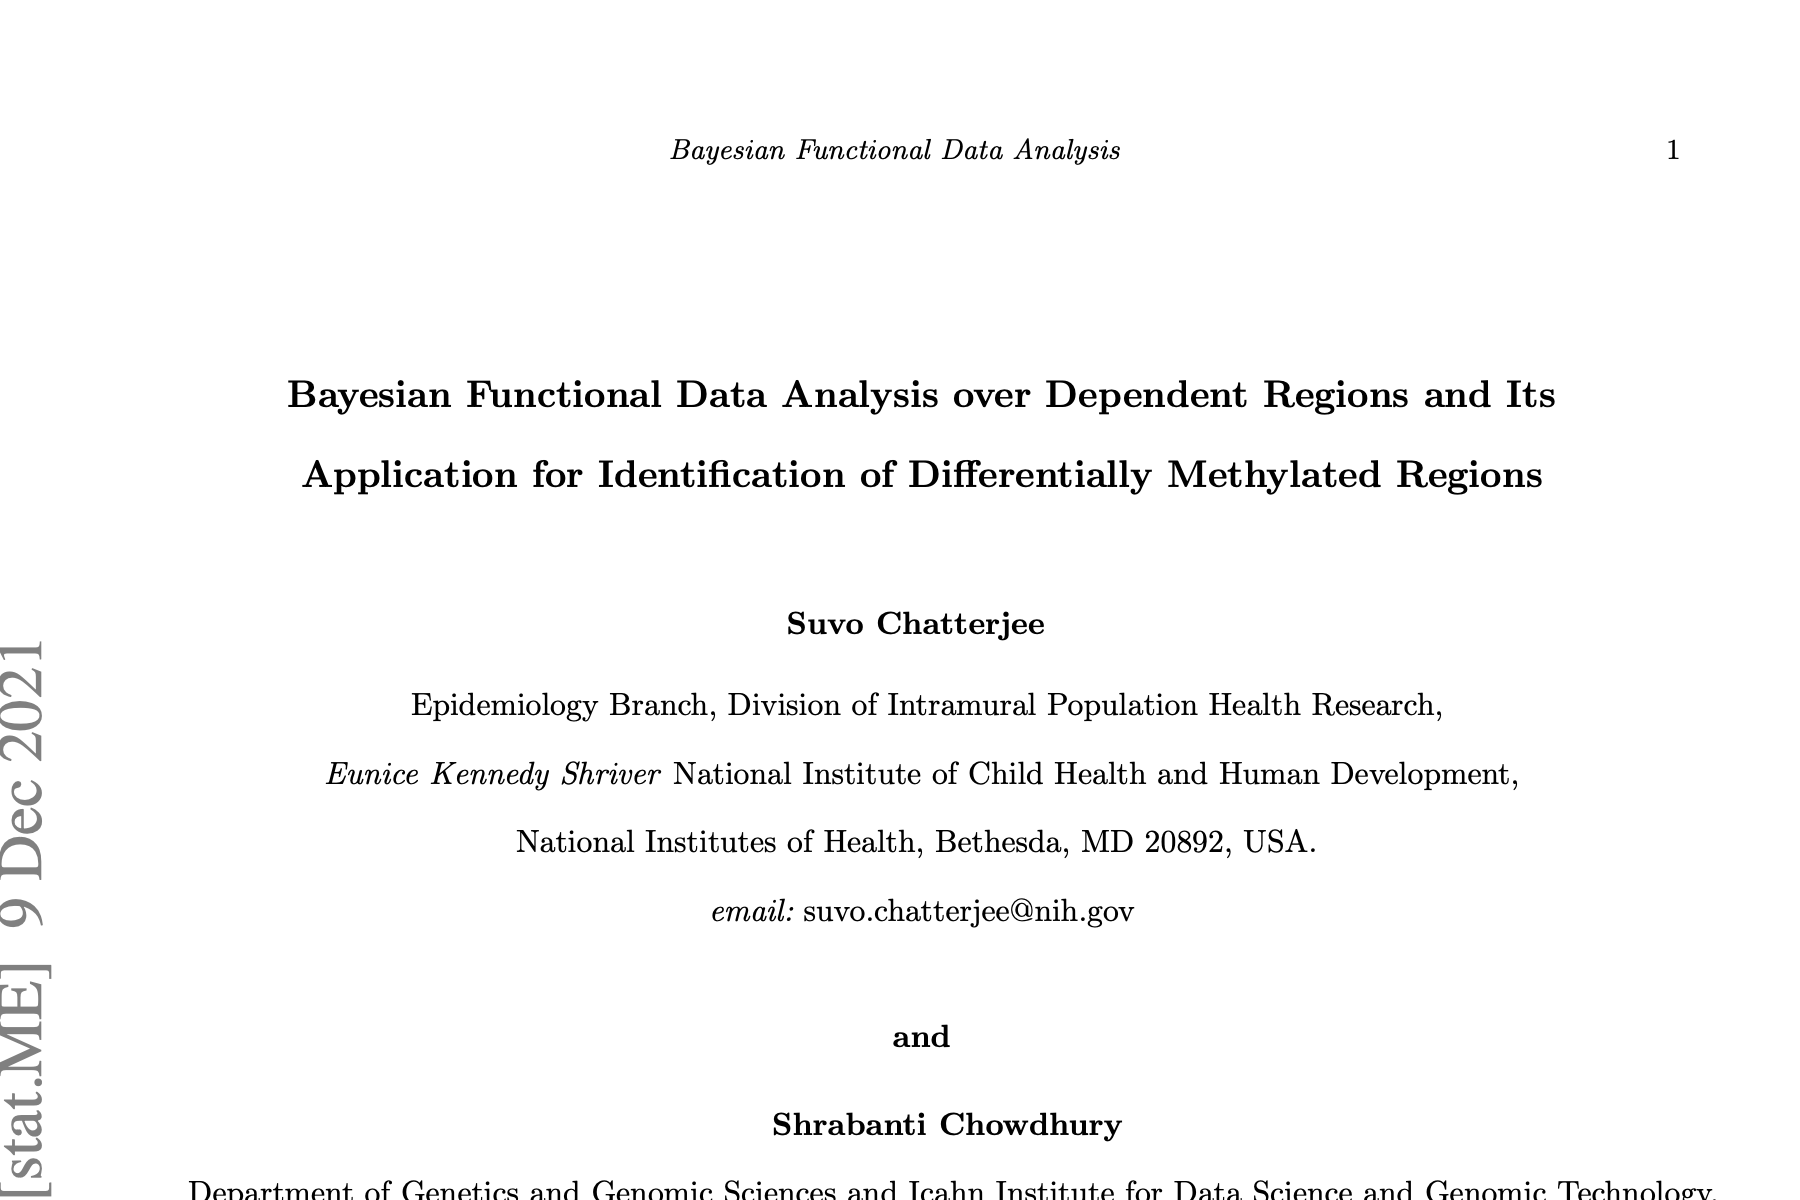 Bayesian Functional Data Analysis 1
Bayesian Functional Data Analysis over Dependent Regions and Its
Application for Identification of Differentially Methylated Regions
Suvo Chatterjee
Epidemiology Branch, Division of Intramural Population Health Research,
Eunice Kennedy Shriver National Institute of Child Health and Human Development,
National Institutes of Health, Bethesda, MD 20892, USA.
email: suvo.chatterjee@nih.gov
and
Shrabanti Chowdhury
Department of Genetics and Genomic Sciences and Icahn Institute for Data Science and Genomic Technology,
[stat.ME] 9 Dec 2021